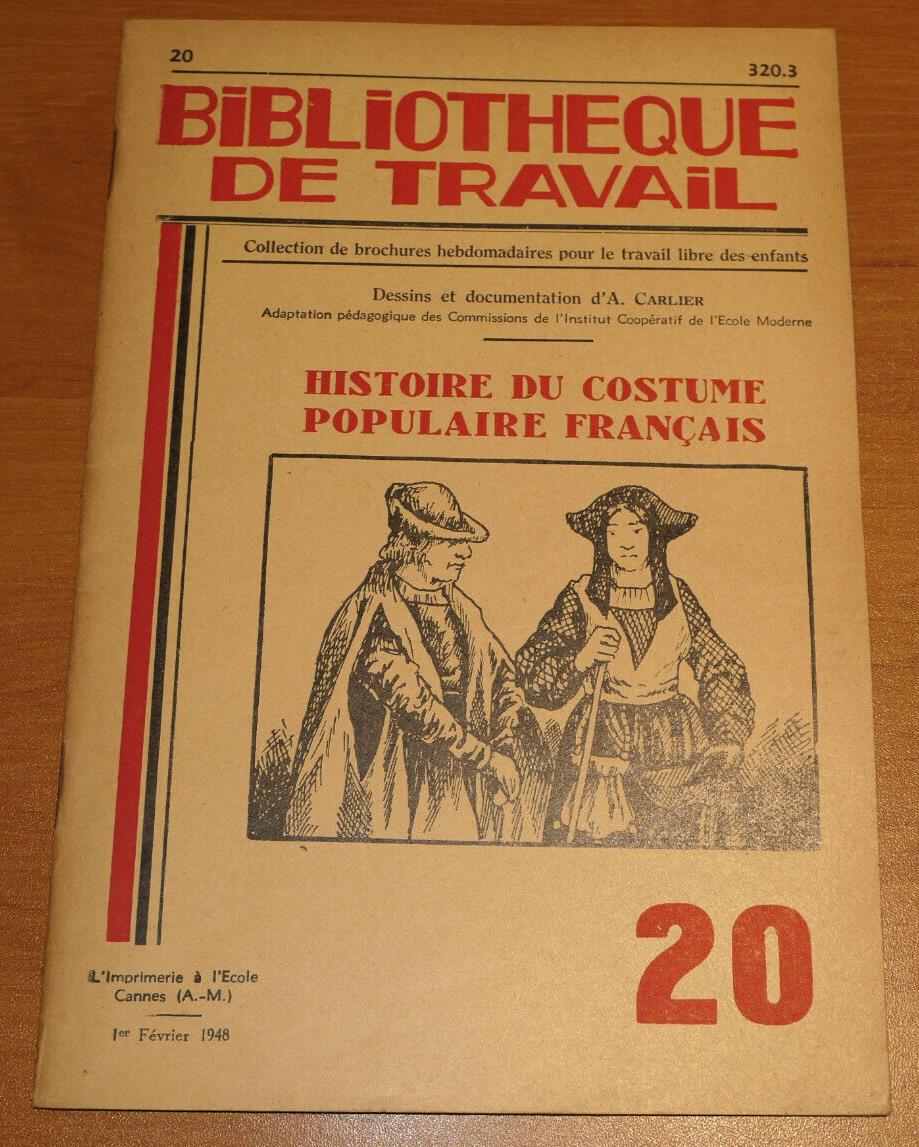 20
320.3
BiBLiOTHEQUE
DE TRAVAiL
Collection de brochures hebdomadaires pour le travail libre des enfants
Dessins et documentation d'A. CARLIER
Adaptation pédagogique des Commissions de l'Institut Coopératif de l'Ecole Moderne
HISTOIRE DU COSTUME
POPULAIRE FRANÇAIS
20
L'Imprimerie à l'Ecole
Cannes (A.-M.)
1er Février 1948